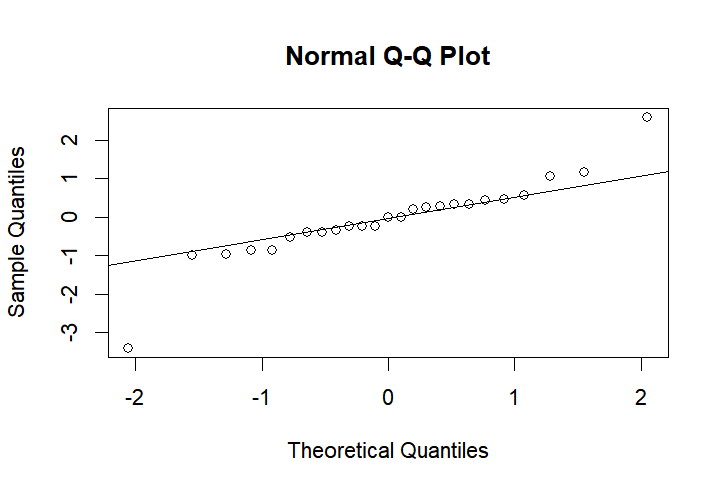 Normal Q-Q Plot
Sample Quantiles
2
1
0
-1
-2
-3
-2 -1 0 1 2
Theoretical Quantiles